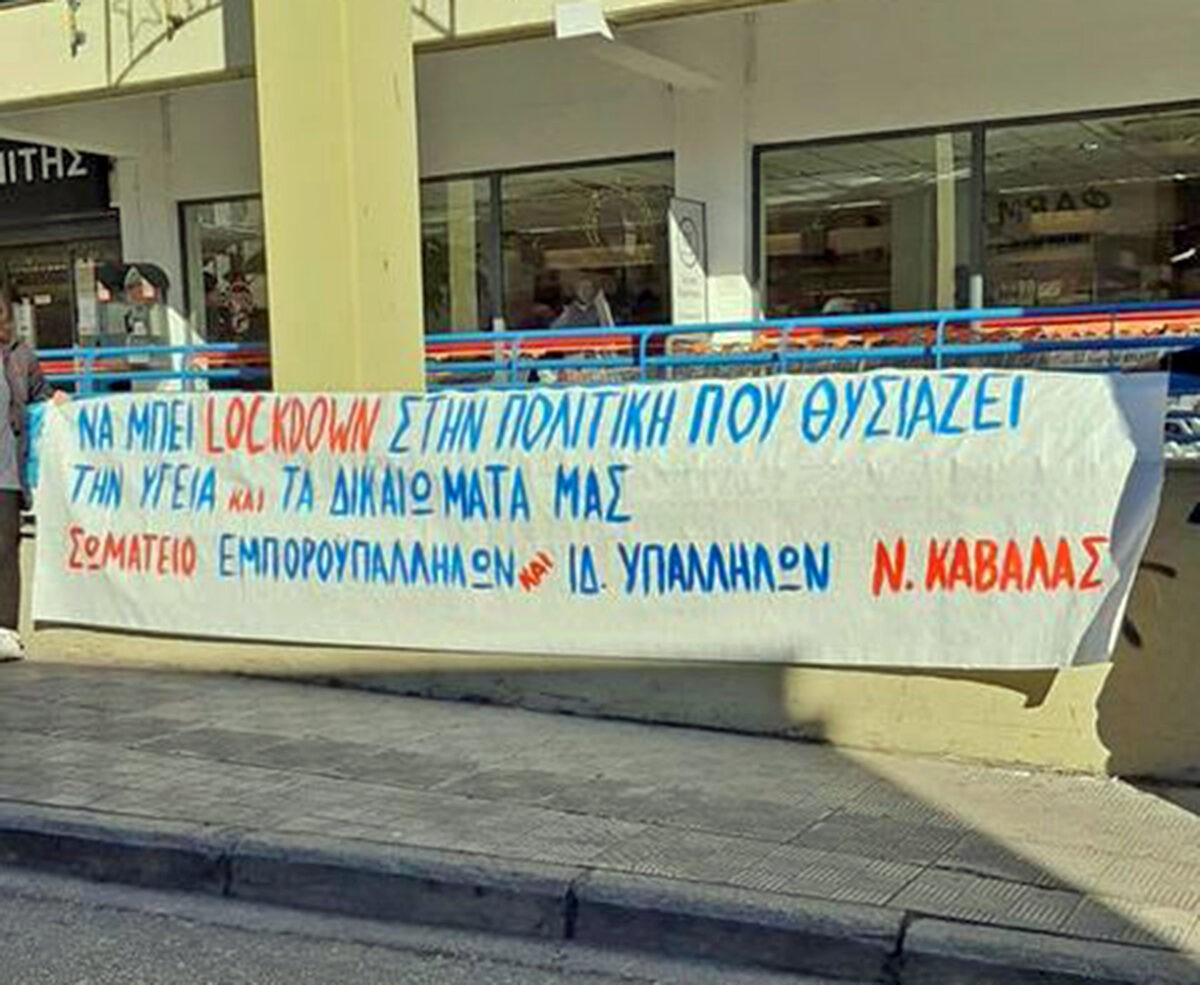 ΝΑ ΜΠΕΙ LOCKDOWN ΣΤΗΝ ΠΟΛΙΤΙΚΗ ΠΟΥ ΘΥΣΙΑΖΕΙ
ΤΗΝ ΥΓΕΙΑ ΚΑΙ ΤΑ ΔΙΚΑΙΩΜΑΤΑ ΜΑΣ
ΣΩΜΑΤΕΙΟ ΕΜΠΟΡΟΥΠΑΛΛΗΛΩΝ ΚΑΙ ΙΔ. ΥΠΑΛΛΗΛΩΝ Ν. ΚΑΒΑΛΑΣ